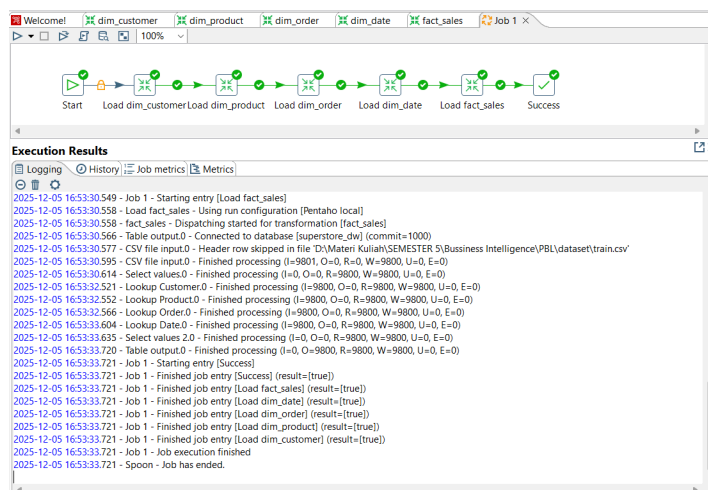 Welcome! dim_customer dim_product dim_order dim_date fact_sales Job 1
100%
Start Load dim_customer Load dim_product Load dim_order Load dim_date Load fact_sales Success
Execution Results
Logging History Job metrics Metrics
2025-12-05 16:53:30.549 - Job 1 - Starting entry [Load fact_sales]
2025-12-05 16:53:30.558 - Load fact_sales - Using run configuration [Pentaho local]
2025-12-05 16:53:30.558 - fact_sales - Dispatching started for transformation [fact_sales]
2025-12-05 16:53:30.566 - Table output.0 - Connected to database [superstore_dw] (commit=1000)
2025-12-05 16:53:30.577 - CSV file input.0 - Header row skipped in file 'D:\Materi Kuliah\SEMESTER 5\Bussiness Intelligence\PBL\dataset\train.csv'
2025-12-05 16:53:30.595 - CSV file input.0 - Finished processing (I=9801, O=0, R=0, W=9800, U=0, E=0)
2025-12-05 16:53:30.614 - Select values.0 - Finished processing (I=0, O=0, R=9800, W=9800, U=0, E=0)
2025-12-05 16:53:32.521 - Lookup Customer.0 - Finished processing (I=9800, O=0, R=9800, W=9800, U=0, E=0)
2025-12-05 16:53:32.552 - Lookup Product.0 - Finished processing (I=9800, O=0, R=9800, W=9800, U=0, E=0)
2025-12-05 16:53:32.566 - Lookup Order.0 - Finished processing (I=9800, O=0, R=9800, W=9800, U=0, E=0)
2025-12-05 16:53:33.604 - Lookup Date.0 - Finished processing (I=9800, O=0, R=9800, W=9800, U=0, E=0)
2025-12-05 16:53:33.635 - Select values 2.0 - Finished processing (I=0, O=0, R=9800, W=9800, U=0, E=0)
2025-12-05 16:53:33.720 - Table output.0 - Finished processing (I=0, O=9800, R=9800, W=9800, U=0, E=0)
2025-12-05 16:53:33.721 - Job 1 - Starting entry [Success]
2025-12-05 16:53:33.721 - Job 1 - Finished job entry [Success] (result=[true])
2025-12-05 16:53:33.721 - Job 1 - Finished job entry [Load fact_sales] (result=[true])
2025-12-05 16:53:33.721 - Job 1 - Finished job entry [Load dim_date] (result=[true])
2025-12-05 16:53:33.721 - Job 1 - Finished job entry [Load dim_order] (result=[true])
2025-12-05 16:53:33.721 - Job 1 - Finished job entry [Load dim_product] (result=[true])
2025-12-05 16:53:33.721 - Job 1 - Finished job entry [Load dim_customer] (result=[true])
2025-12-05 16:53:33.721 - Job 1 - Job execution finished
2025-12-05 16:53:33.721 - Spoon - Job has ended.